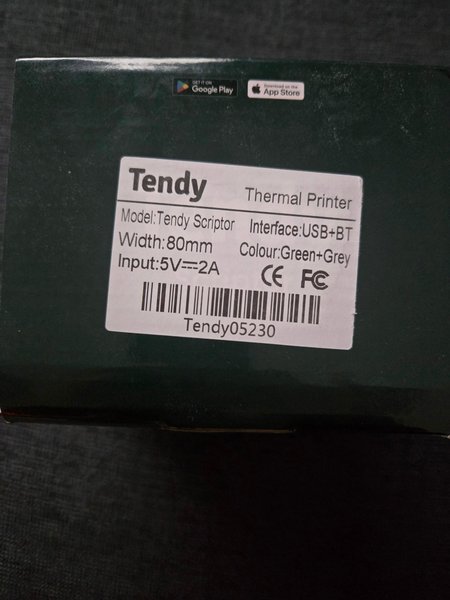 GET IT ON
Google Play
Download on the
App Store
Tendy Thermal Printer
Model:Tendy Scriptor Interface:USB+BT
Width:80mm Colour:Green+Grey
Input:5V⎓2A CE FC
Tendy05230